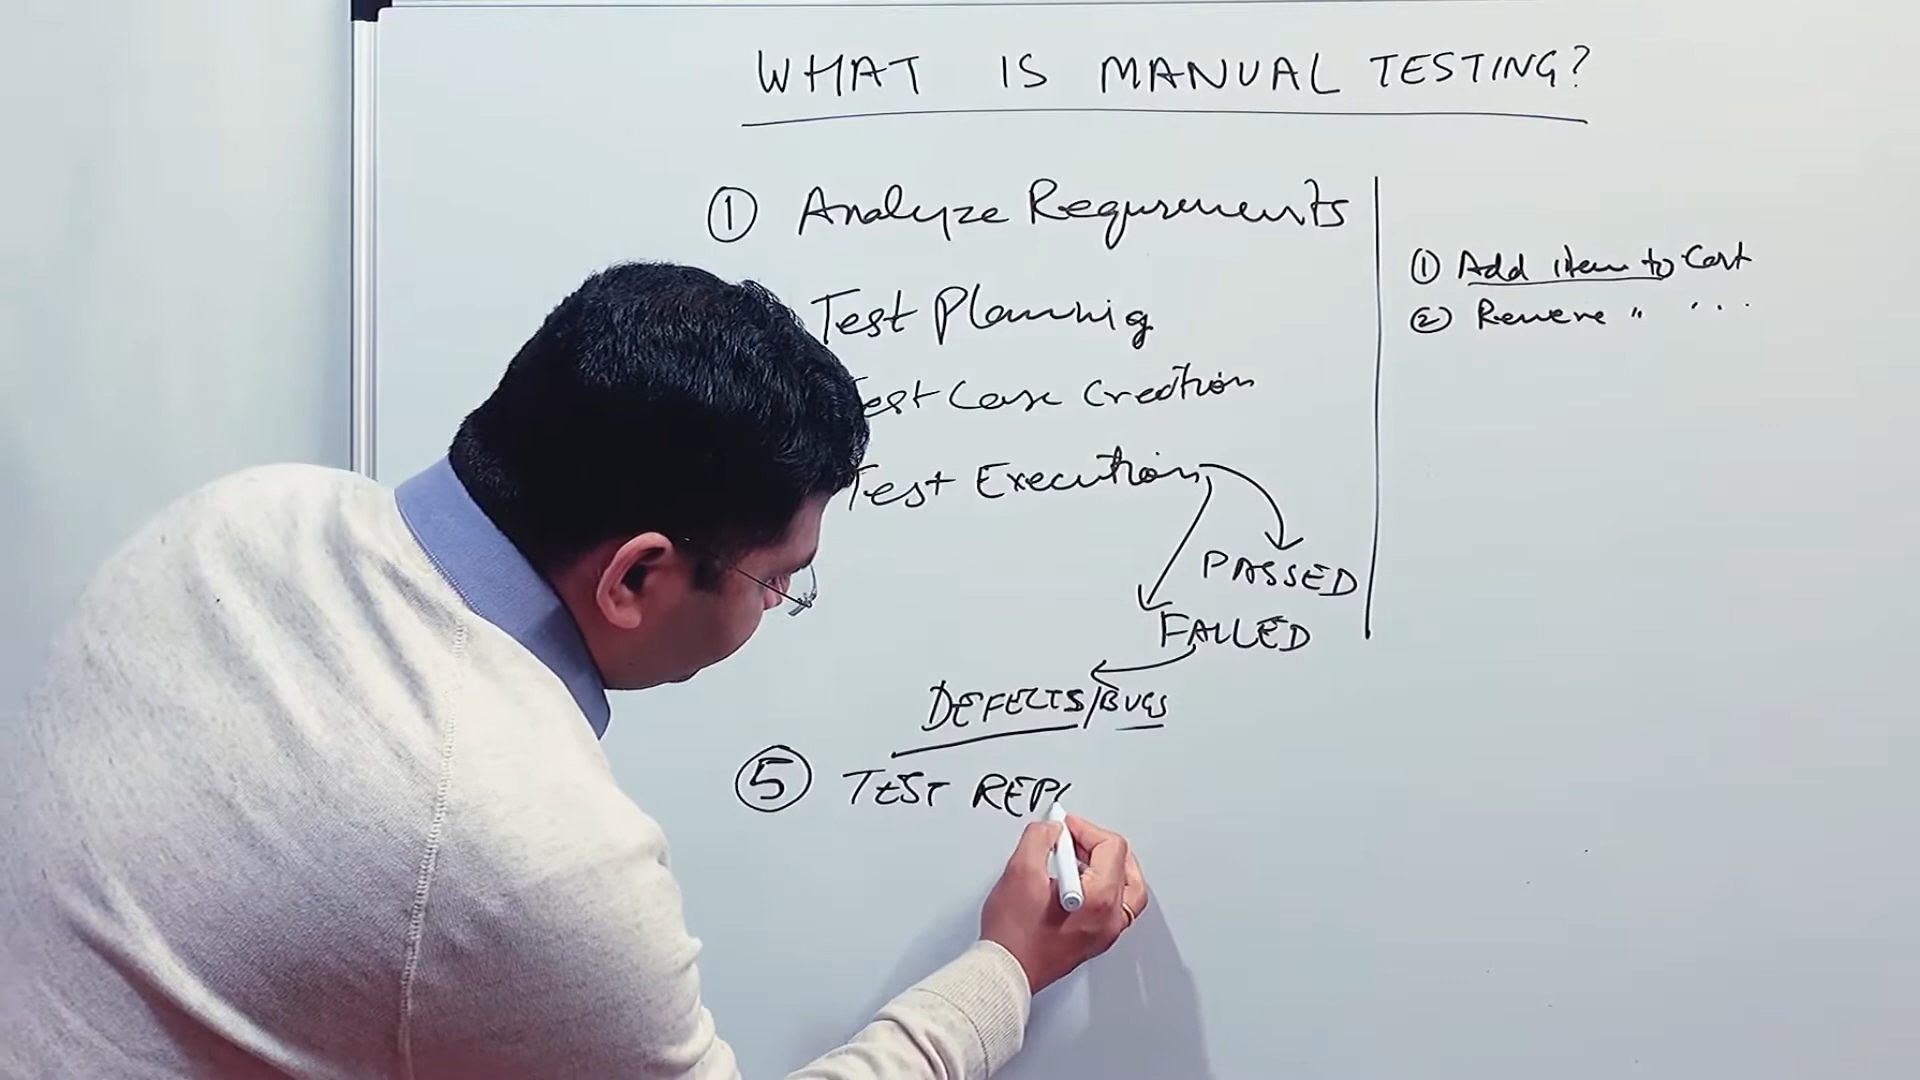 WHAT IS MANUAL TESTING?
① Analyze Requirements
Test Planning
est Case Creation
Test Execution
PASSED
FAILED
DEFECTS/BUGS
⑤ TEST REP
① Add item to Cart
② Remove " ...